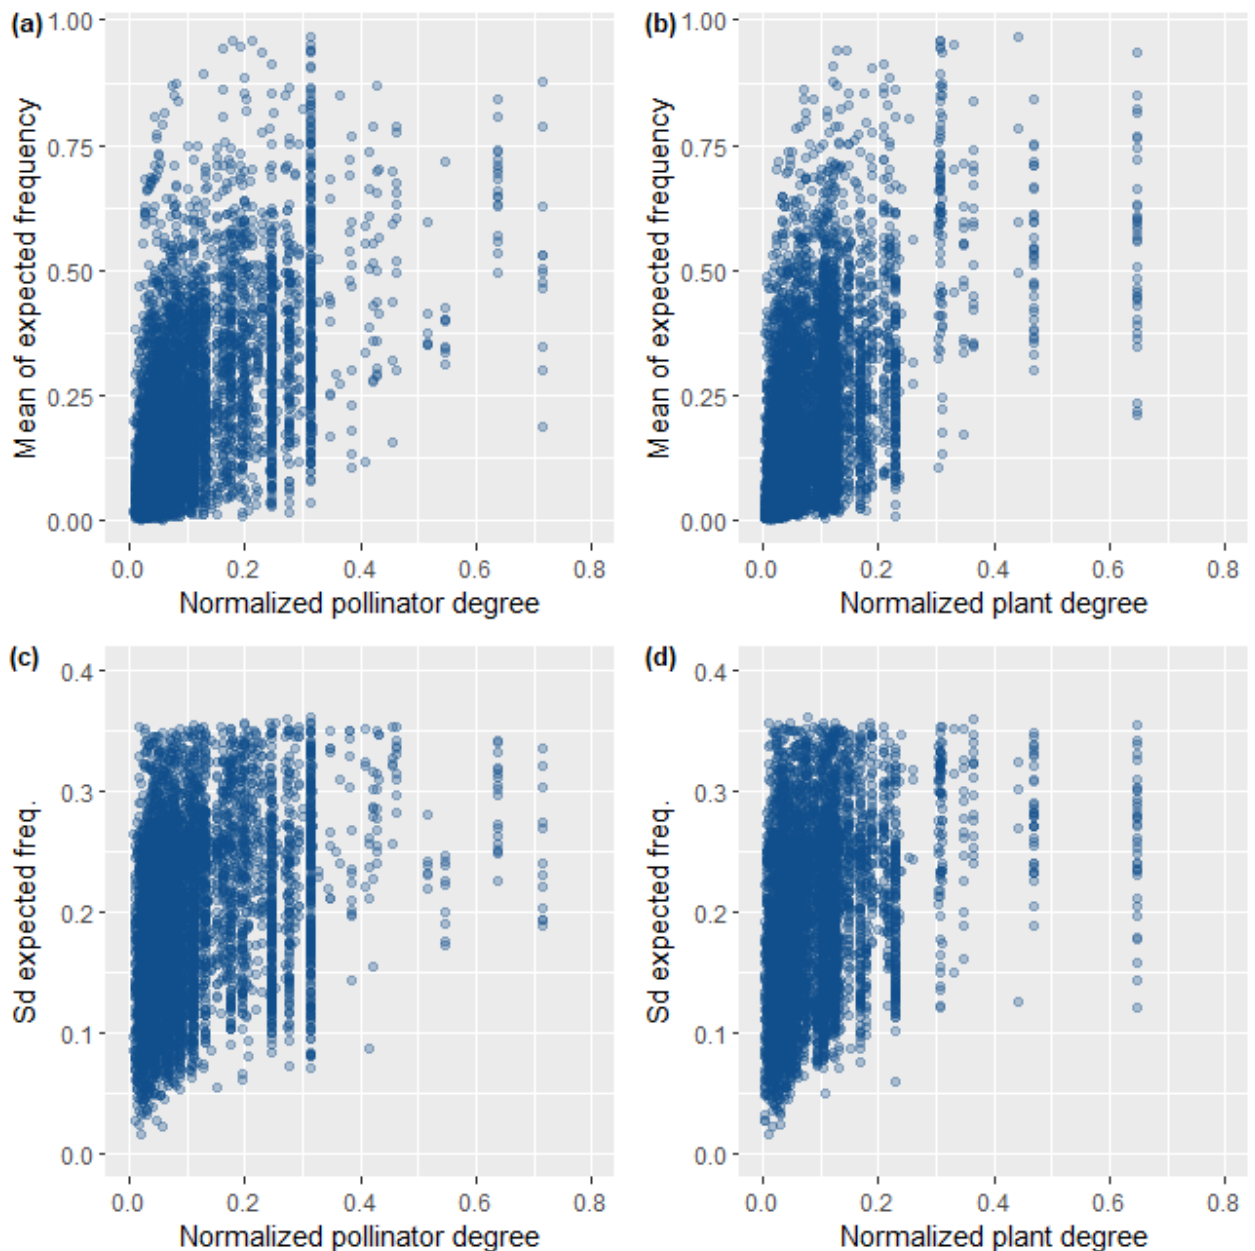 (a)
1.00
0.75
0.50
0.25
0.00
Mean of expected frequency
0.0 0.2 0.4 0.6 0.8
Normalized pollinator degree
(b)
1.00
0.75
0.50
0.25
0.00
Mean of expected frequency
0.0 0.2 0.4 0.6 0.8
Normalized plant degree
(c)
0.4
0.3
0.2
0.1
0.0
Sd expected freq.
0.0 0.2 0.4 0.6 0.8
Normalized pollinator degree
(d)
0.4
0.3
0.2
0.1
0.0
Sd expected freq.
0.0 0.2 0.4 0.6 0.8
Normalized plant degree